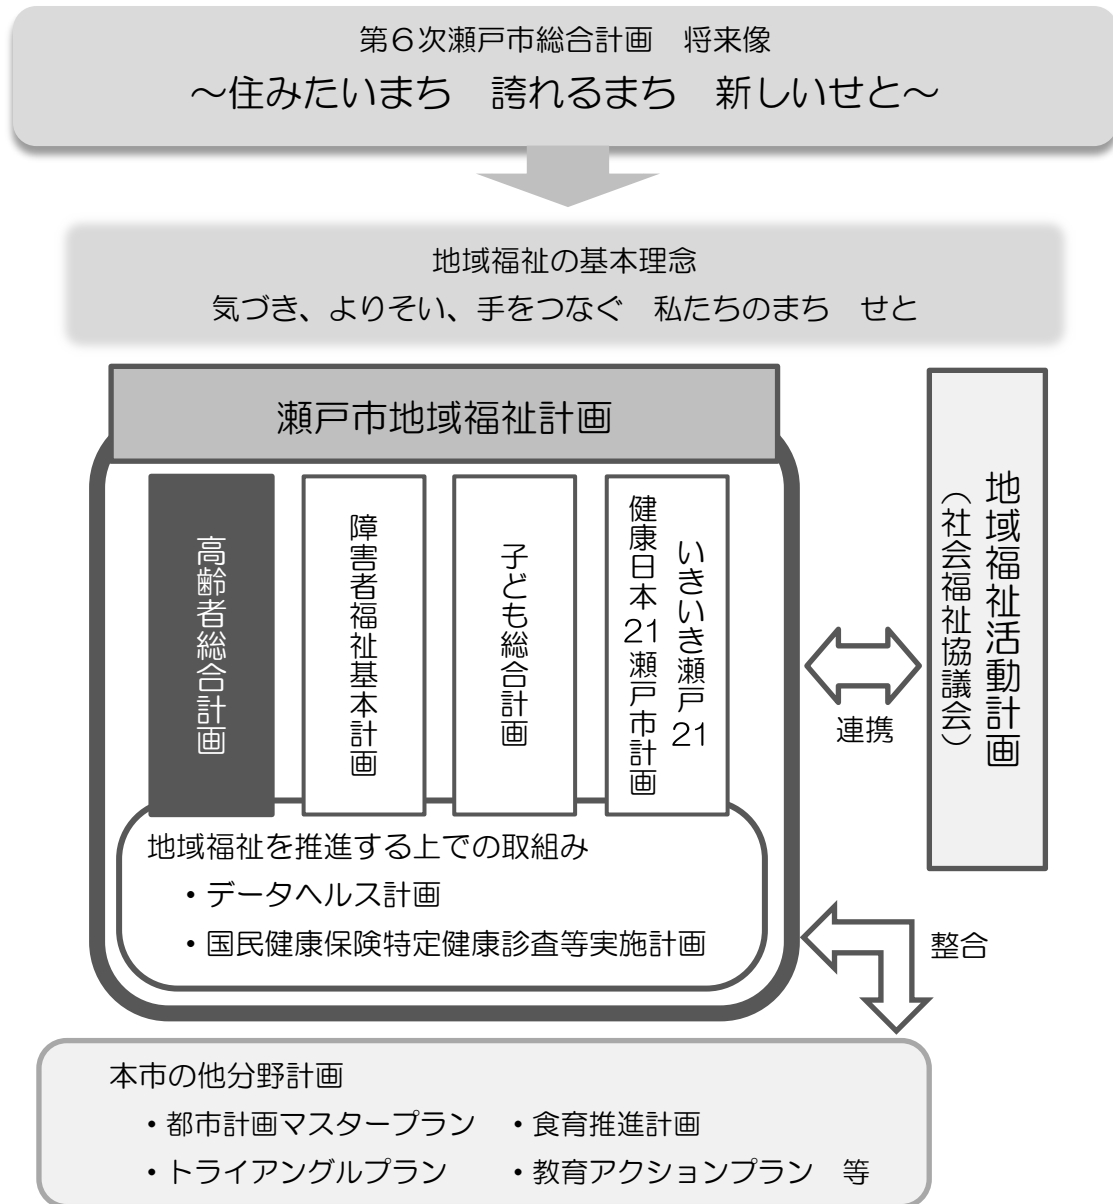 第６次瀬戸市総合計画　将来像
～住みたいまち　誇れるまち　新しいせと～
地域福祉の基本理念
気づき、よりそい、手をつなぐ　私たちのまち　せと
瀬戸市地域福祉計画
高齢者総合計画
障害者福祉基本計画
子ども総合計画
いきいき瀬戸21
健康日本21瀬戸市計画
地域福祉活動計画
（社会福祉協議会）
連携
地域福祉を推進する上での取組み
・データヘルス計画
・国民健康保険特定健康診査等実施計画
整合
本市の他分野計画
・都市計画マスタープラン　・食育推進計画
・トライアングルプラン　・教育アクションプラン　等